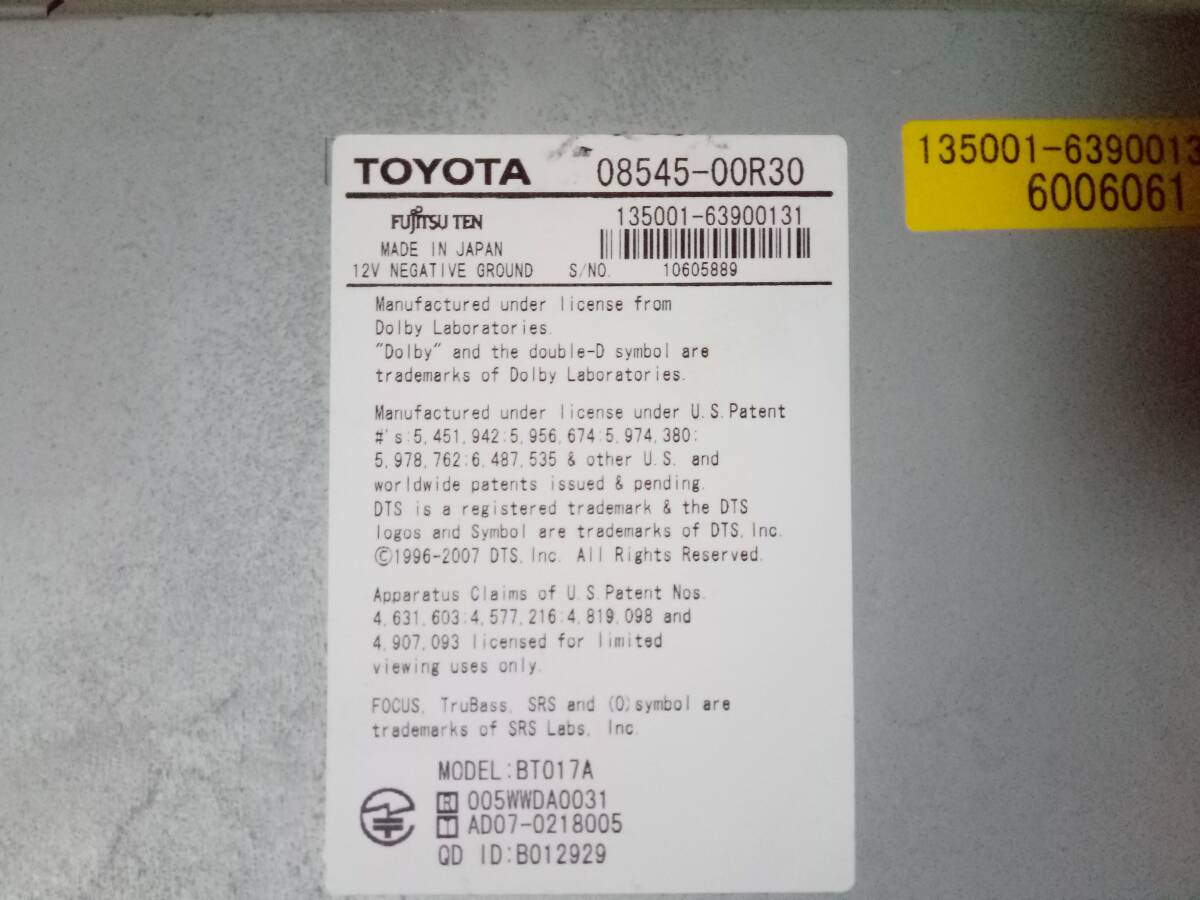 TOYOTA 08545-00R30
FUJITSU TEN 135001-63900131
MADE IN JAPAN
12V NEGATIVE GROUND S/NO. 10605889
Manufactured under license from
Dolby Laboratories.
"Dolby" and the double-D symbol are
trademarks of Dolby Laboratories.
Manufactured under license under U.S.Patent
#'s:5,451,942:5,956,674:5,974,380:
5,978,762:6,487,535 & other U.S. and
worldwide patents issued & pending.
DTS is a registered trademark & the DTS
logos and Symbol are trademarks of DTS,Inc.
©1996-2007 DTS,Inc. All Rights Reserved.
Apparatus Claims of U.S.Patent Nos.
4,631,603:4,577,216:4,819,098 and
4,907,093 licensed for limited
viewing uses only.
FOCUS, TruBass, SRS and (O)symbol are
trademarks of SRS Labs, Inc.
MODEL:BT017A
R 005WWDA0031
T AD07-0218005
QD ID:B012929
135001-63900013
6006061